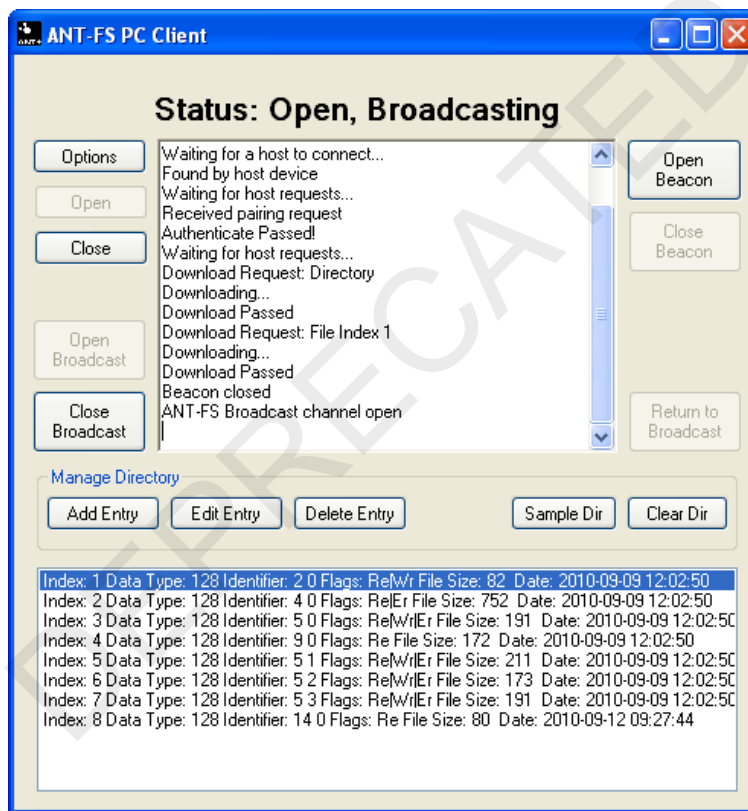 ANT-FS PC Client
Status: Open, Broadcasting
Options
Open
Close
Open
Broadcast
Close
Broadcast
Waiting for a host to connect...
Found by host device
Waiting for host requests...
Received pairing request
Authenticate Passed!
Waiting for host requests...
Download Request: Directory
Downloading...
Download Passed
Download Request: File Index 1
Downloading...
Download Passed
Beacon closed
ANT-FS Broadcast channel open
Open
Beacon
Close
Beacon
Return to
Broadcast
Manage Directory
Add Entry
Edit Entry
Delete Entry
Sample Dir
Clear Dir
Index: 1 Data Type: 128 Identifier: 2 0 Flags: Re|Wr File Size: 82 Date: 2010-09-09 12:02:50
Index: 2 Data Type: 128 Identifier: 4 0 Flags: Re|Er File Size: 752 Date: 2010-09-09 12:02:50
Index: 3 Data Type: 128 Identifier: 5 0 Flags: Re|Wr|Er File Size: 191 Date: 2010-09-09 12:02:50
Index: 4 Data Type: 128 Identifier: 9 0 Flags: Re File Size: 172 Date: 2010-09-09 12:02:50
Index: 5 Data Type: 128 Identifier: 5 1 Flags: Re|Wr|Er File Size: 211 Date: 2010-09-09 12:02:50
Index: 6 Data Type: 128 Identifier: 5 2 Flags: Re|Wr|Er File Size: 173 Date: 2010-09-09 12:02:50
Index: 7 Data Type: 128 Identifier: 5 3 Flags: Re|Wr|Er File Size: 191 Date: 2010-09-09 12:02:50
Index: 8 Data Type: 128 Identifier: 14 0 Flags: Re File Size: 80 Date: 2010-09-12 09:27:44
DEPRECATED